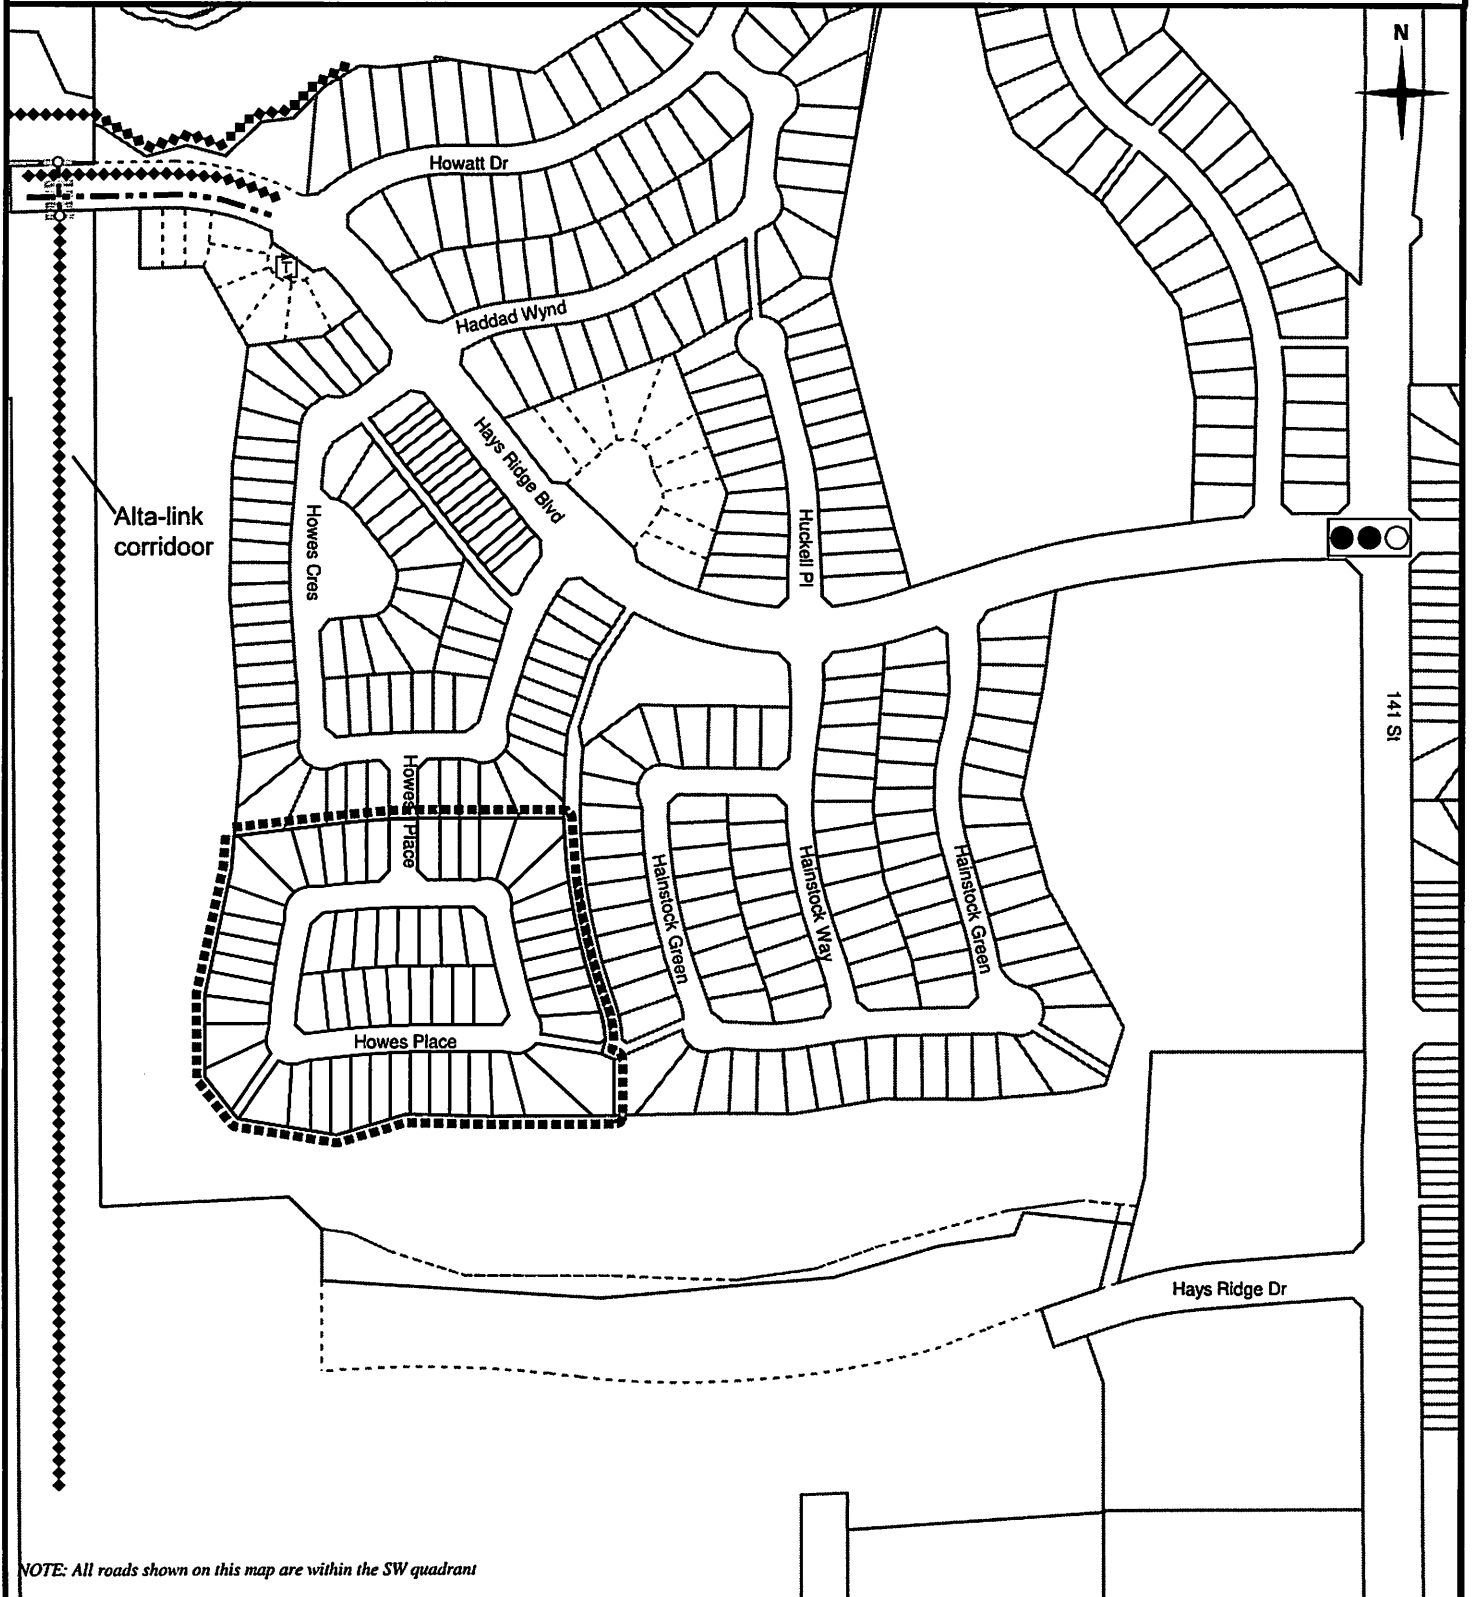 N
Howatt Dr
T
Haddad Wynd
Hays Ridge Blvd
Alta-link
corridoor
Howes Cres
Huckell Pl
141 St
Howes Place
Hainstock Green
Hainstock Way
Hainstock Green
Howes Place
Hays Ridge Dr
NOTE: All roads shown on this map are within the SW quadrant